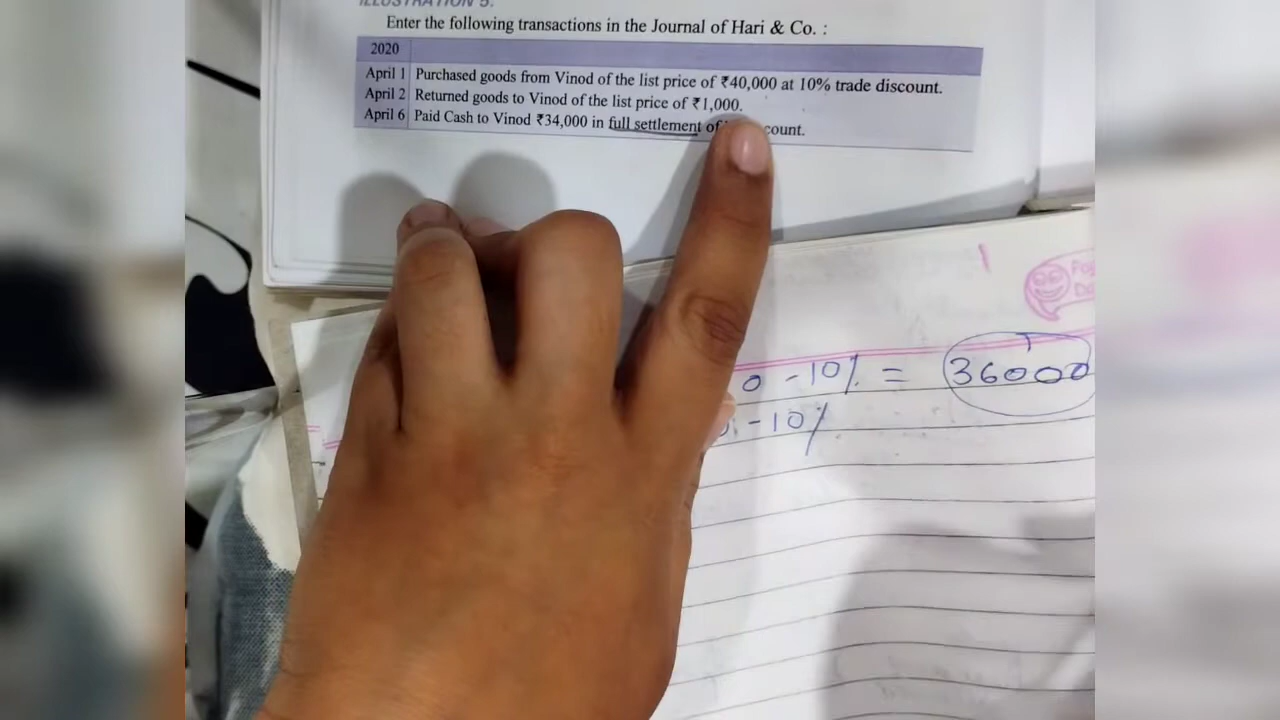 ILLUSTRATION 5.
Enter the following transactions in the Journal of Hari & Co. :
2020
April 1 Purchased goods from Vinod of the list price of ₹40,000 at 10% trade discount.
April 2 Returned goods to Vinod of the list price of ₹1,000.
April 6 Paid Cash to Vinod ₹34,000 in full settlement of count.
0 -10% = 36000
-10%